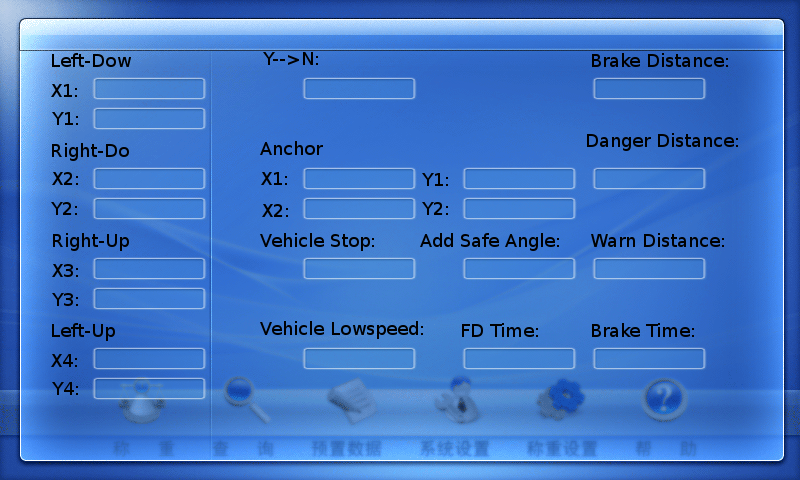 Left-Dow Y-->N: Brake Distance:
X1:
Y1:
Right-Do Anchor Danger Distance:
X2: X1: Y1:
Y2: X2: Y2:
Right-Up Vehicle Stop: Add Safe Angle: Warn Distance:
X3:
Y3:
Left-Up Vehicle Lowspeed: FD Time: Brake Time:
X4:
Y4:
称 重 查 询 预置数据 系统设置 称重设置 帮 助